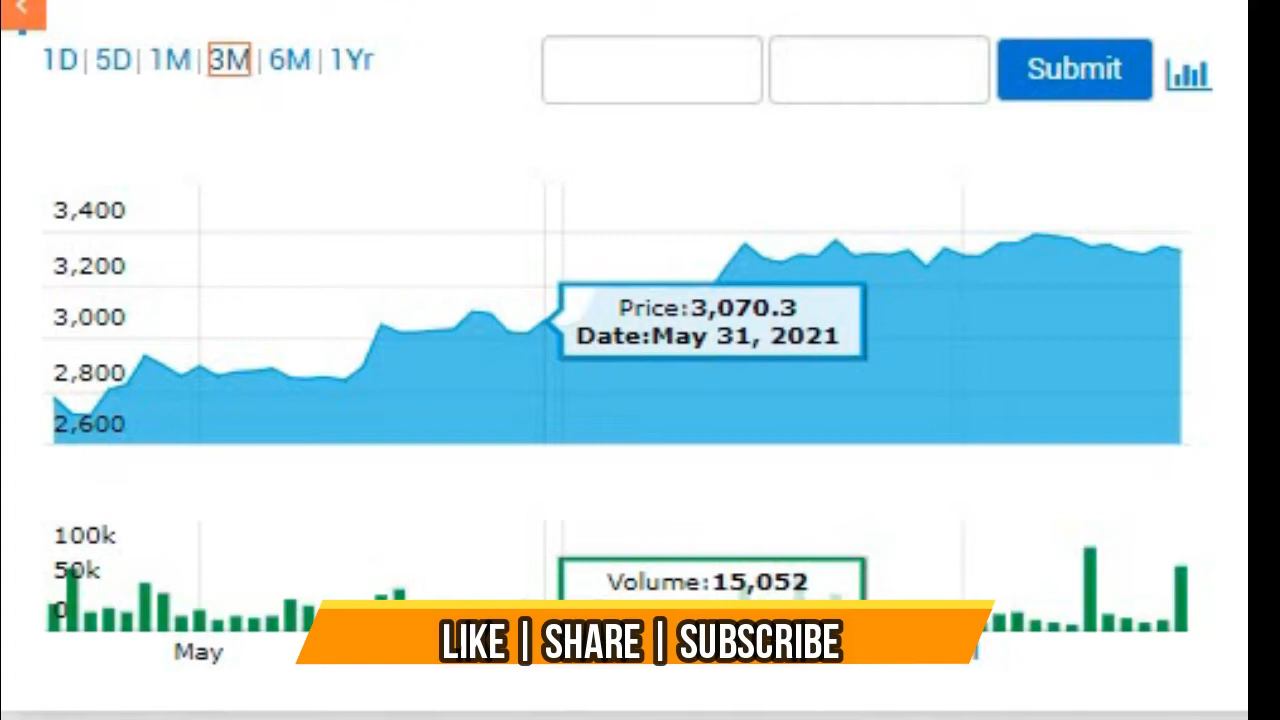 1D | 5D | 1M | 3M | 6M | 1Yr
Submit
3,400
3,200
3,000
2,800
2,600
Price:3,070.3
Date:May 31, 2021
100k
50k
0
Volume:15,052
May
LIKE | SHARE | SUBSCRIBE